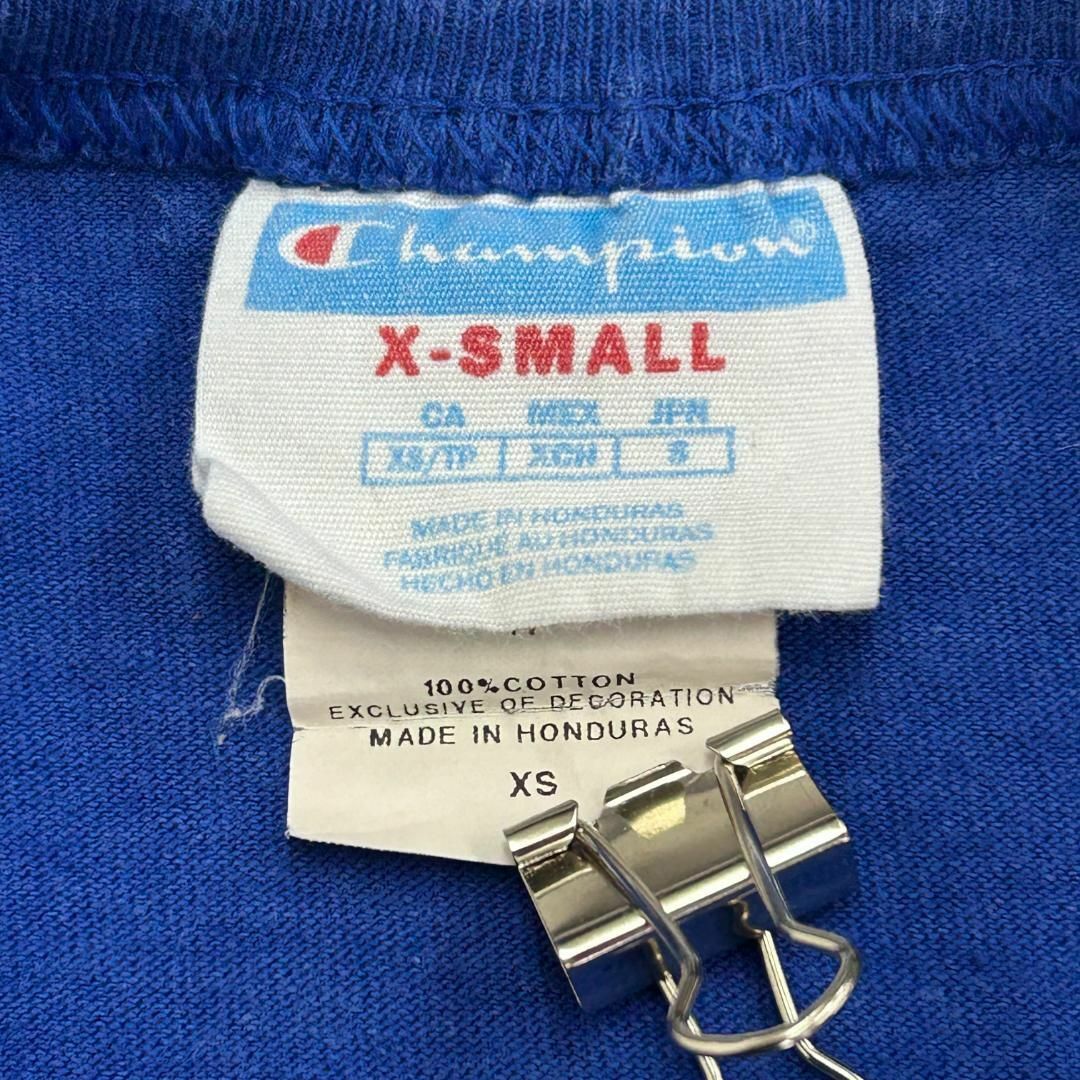 Champion®
X-SMALL
CA MEX JPN
XS/TP XCH S
MADE IN HONDURAS
FABRIQUÉ AU HONDURAS
HECHO EN HONDURAS
100% COTTON
EXCLUSIVE OF DECORATION
MADE IN HONDURAS
XS